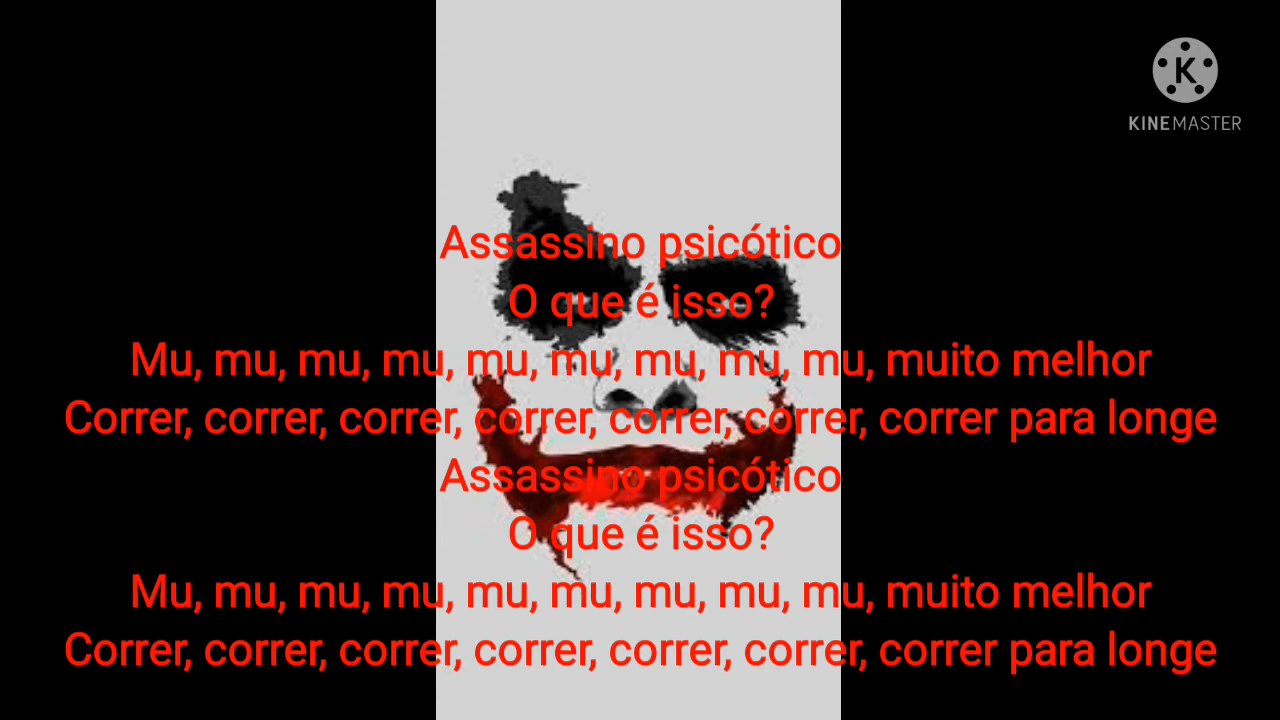 K
KINEMASTER
Assassino psicótico
O que é isso?
Mu, mu, mu, mu, mu, mu, mu, mu, mu, muito melhor
Correr, correr, correr, correr, correr, correr, correr para longe
Assassino psicótico
O que é isso?
Mu, mu, mu, mu, mu, mu, mu, mu, mu, muito melhor
Correr, correr, correr, correr, correr, correr, correr para longe